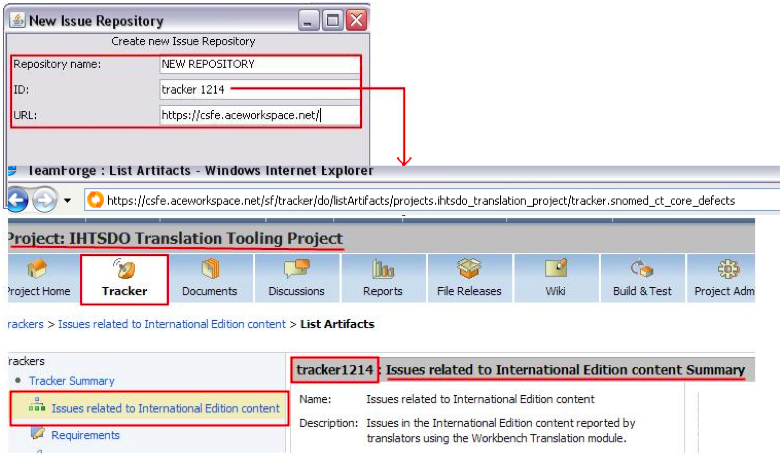 New Issue Repository
Create new Issue Repository
Repository name: NEW REPOSITORY
ID: tracker 1214
URL: https://csfe.aceworkspace.net/
TeamForge : List Artifacts - Windows Internet Explorer
https://csfe.aceworkspace.net/sf/tracker/do/listArtifacts/projects.ihtsdo_translation_project/tracker.snomed_ct_core_defects
Project: IHTSDO Translation Tooling Project
Project Home Tracker Documents Discussions Reports File Releases Wiki Build & Test Project Adm
rackers > Issues related to International Edition content > List Artifacts
rackers
Tracker Summary
Issues related to International Edition content
Requirements
tracker1214 : Issues related to International Edition content Summary
Name: Issues related to International Edition content
Description: Issues in the International Edition content reported by
translators using the Workbench Translation module.